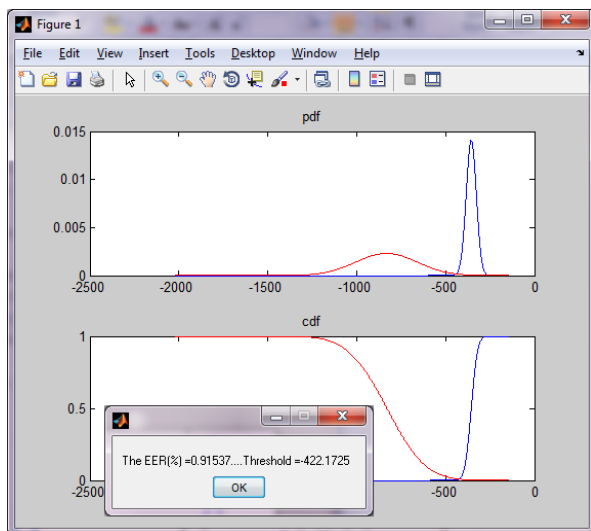 Figure 1
File Edit View Insert Tools Desktop Window Help
pdf
0.015
0.01
0.005
0
-2500 -2000 -1500 -1000 -500 0
cdf
1
0.5
The EER(%) =0.91537....Threshold =-422.1725
OK
-2500 -500 0